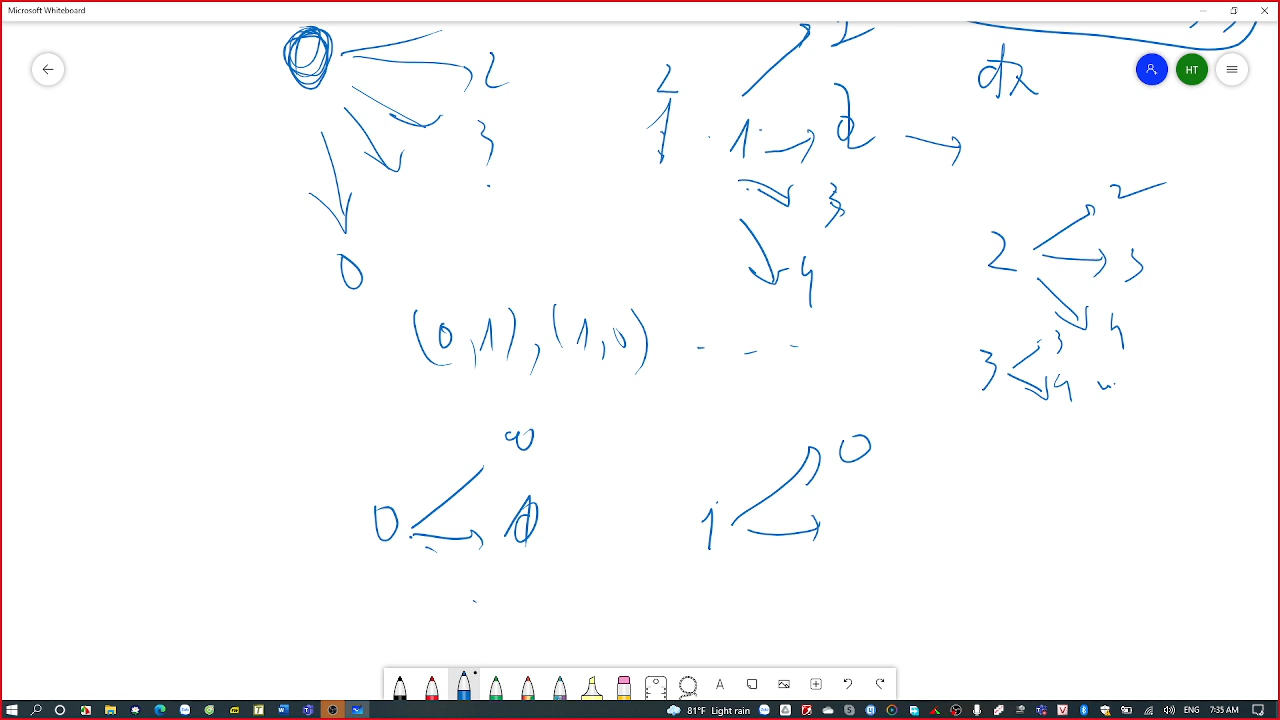 Microsoft Whiteboard
HT
0 2
3
0
2
1 1 2
3
4
dx
2 2
3
4
3 3
4
(0,1), (1,0) - - -
0
1 0
A
81°F Light rain
ENG
7:35 AM